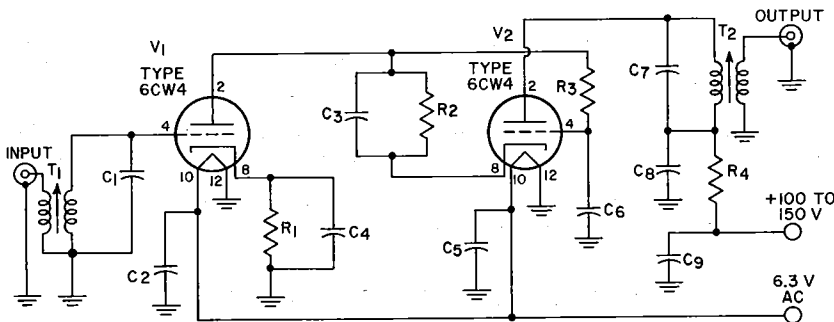 OUTPUT
V1
V2
T2
TYPE
6CW4
TYPE
6CW4
C7
R3
2
2
C3
R2
INPUT
T1
4
4
C1
8
8
10
12
10
12
C8
R4
R1
C4
C6
+100 TO
150 V
C2
C5
C9
6.3 V
AC